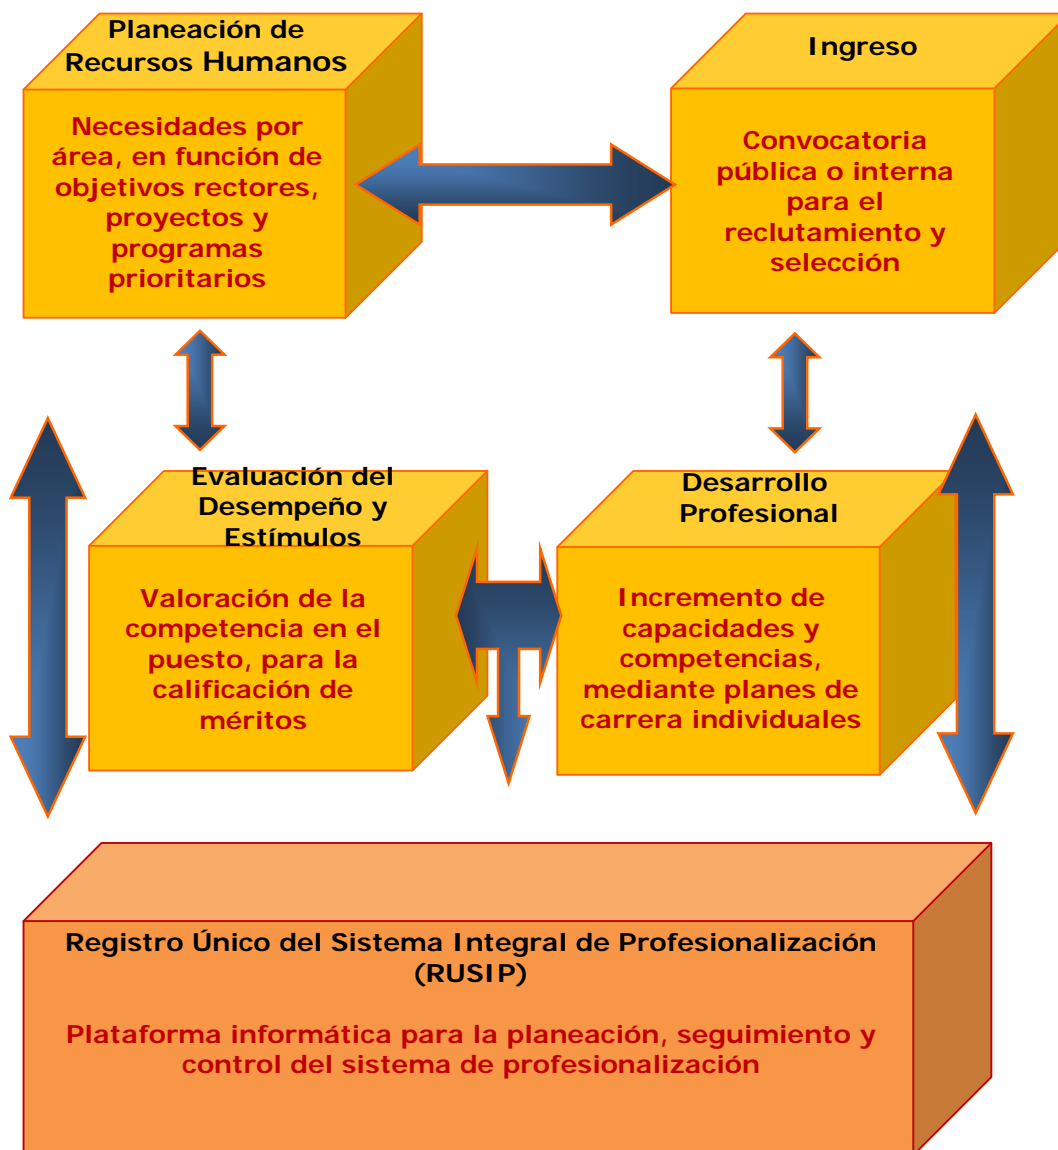 Planeación de
Recursos Humanos
Necesidades por
área, en función de
objetivos rectores,
proyectos y
programas
prioritarios
Ingreso
Convocatoria
pública o interna
para el
reclutamiento y
selección
Evaluación del
Desempeño y
Estímulos
Valoración de la
competencia en el
puesto, para la
calificación de
méritos
Desarrollo
Profesional
Incremento de
capacidades y
competencias,
mediante planes de
carrera individuales
Registro Único del Sistema Integral de Profesionalización
(RUSIP)
Plataforma informática para la planeación, seguimiento y
control del sistema de profesionalización